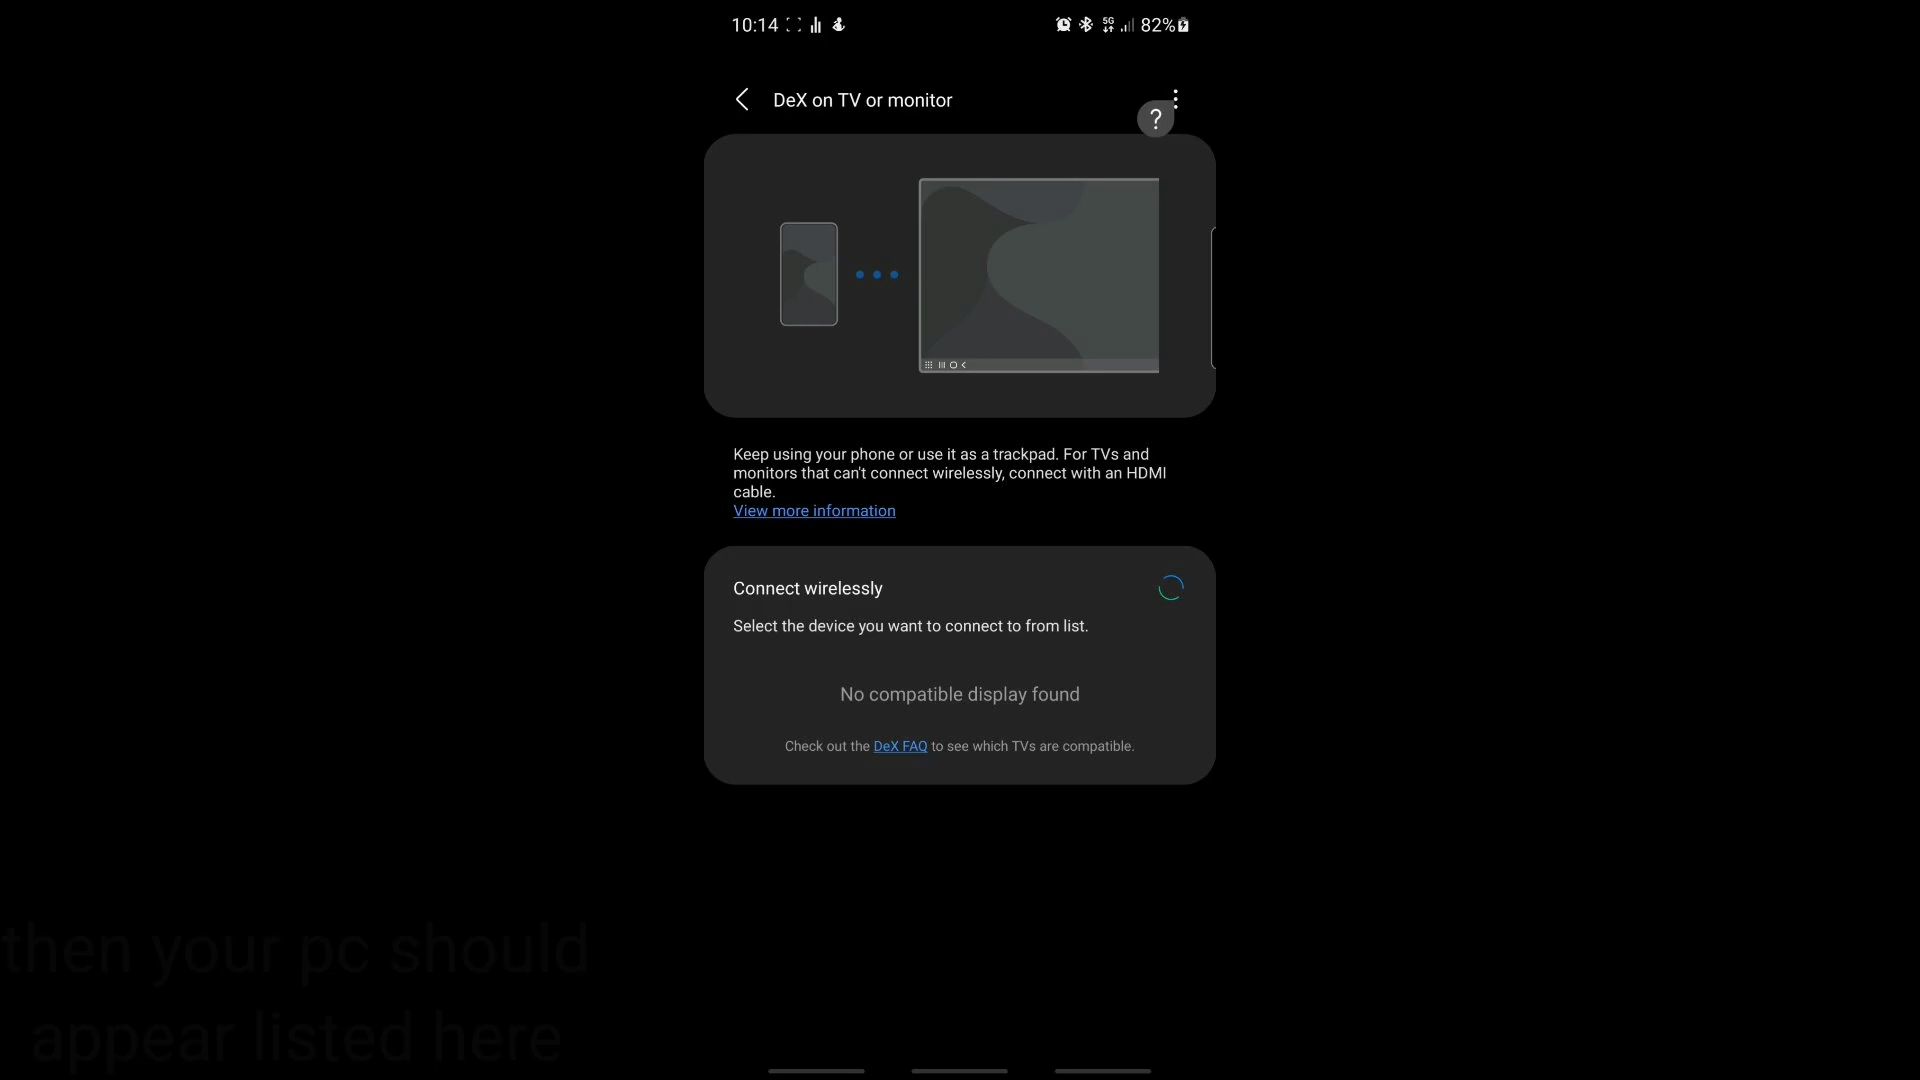 10:14
5G
82%
DeX on TV or monitor
?
Keep using your phone or use it as a trackpad. For TVs and
monitors that can't connect wirelessly, connect with an HDMI
cable.
View more information
Connect wirelessly
Select the device you want to connect to from list.
No compatible display found
Check out the DeX FAQ to see which TVs are compatible.
then your pc should
appear listed here